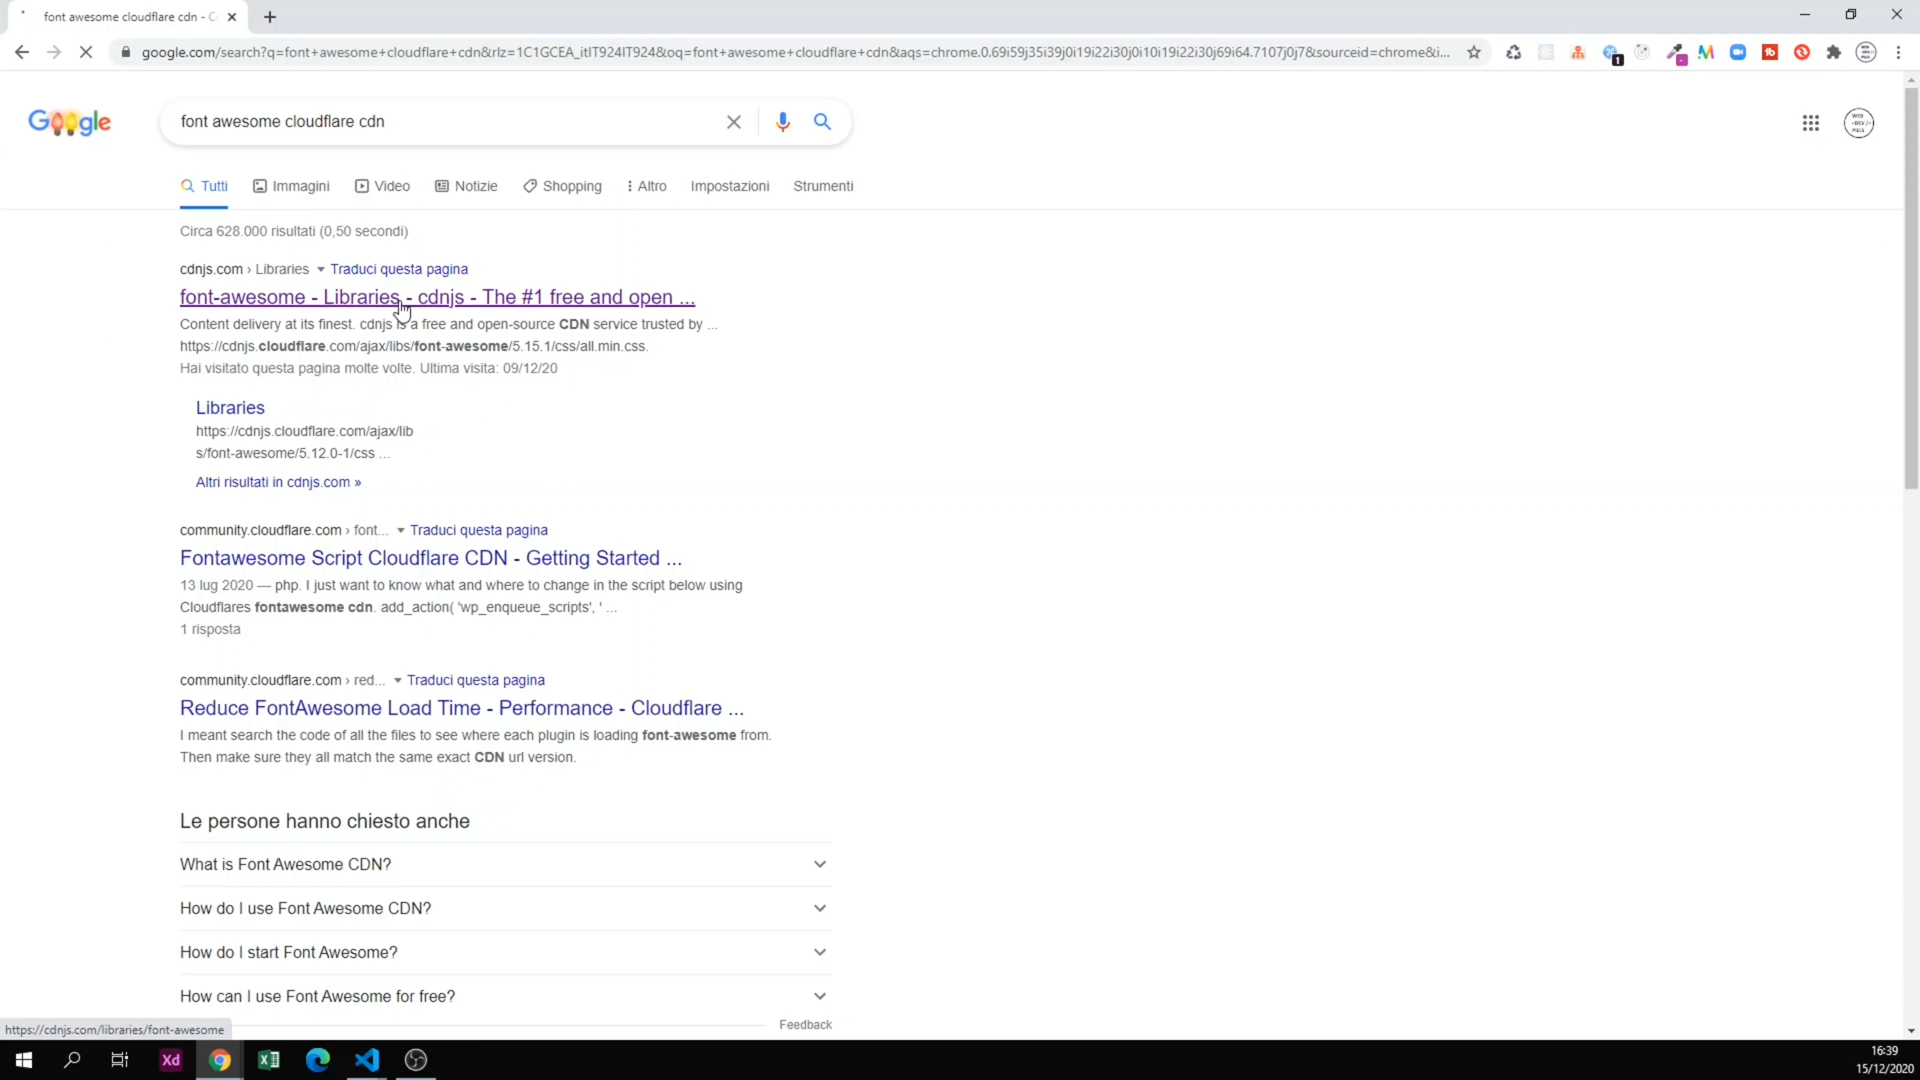 font awesome cloudflare cdn - C
google.com/search?q=font+awesome+cloudflare+cdn&rlz=1C1GCEA_itIT924IT924&oq=font+awesome+cloudflare+cdn&aqs=chrome.0.69i59j35i39j0i19i22i30j0i10i19i22i30j69i64.7107j0j7&sourceid=chrome&i...
Google
font awesome cloudflare cdn
WEB
<DEV />
PILLS
Tutti
Immagini
Video
Notizie
Shopping
Altro
Impostazioni
Strumenti
Circa 628.000 risultati (0,50 secondi)
cdnjs.com › Libraries Traduci questa pagina
font-awesome - Libraries - cdnjs - The #1 free and open ...
Content delivery at its finest. cdnjs is a free and open-source CDN service trusted by ...
https://cdnjs.cloudflare.com/ajax/libs/font-awesome/5.15.1/css/all.min.css.
Hai visitato questa pagina molte volte. Ultima visita: 09/12/20
Libraries
https://cdnjs.cloudflare.com/ajax/lib
s/font-awesome/5.12.0-1/css ...
Altri risultati in cdnjs.com »
community.cloudflare.com › font... Traduci questa pagina
Fontawesome Script Cloudflare CDN - Getting Started ...
13 lug 2020 — php. I just want to know what and where to change in the script below using
Cloudflares fontawesome cdn. add_action( 'wp_enqueue_scripts', ' ...
1 risposta
community.cloudflare.com › red... Traduci questa pagina
Reduce FontAwesome Load Time - Performance - Cloudflare ...
I meant search the code of all the files to see where each plugin is loading font-awesome from.
Then make sure they all match the same exact CDN url version.
Le persone hanno chiesto anche
What is Font Awesome CDN?
How do I use Font Awesome CDN?
How do I start Font Awesome?
How can I use Font Awesome for free?
Feedback
https://cdnjs.com/libraries/font-awesome
Xd
16:39
15/12/2020